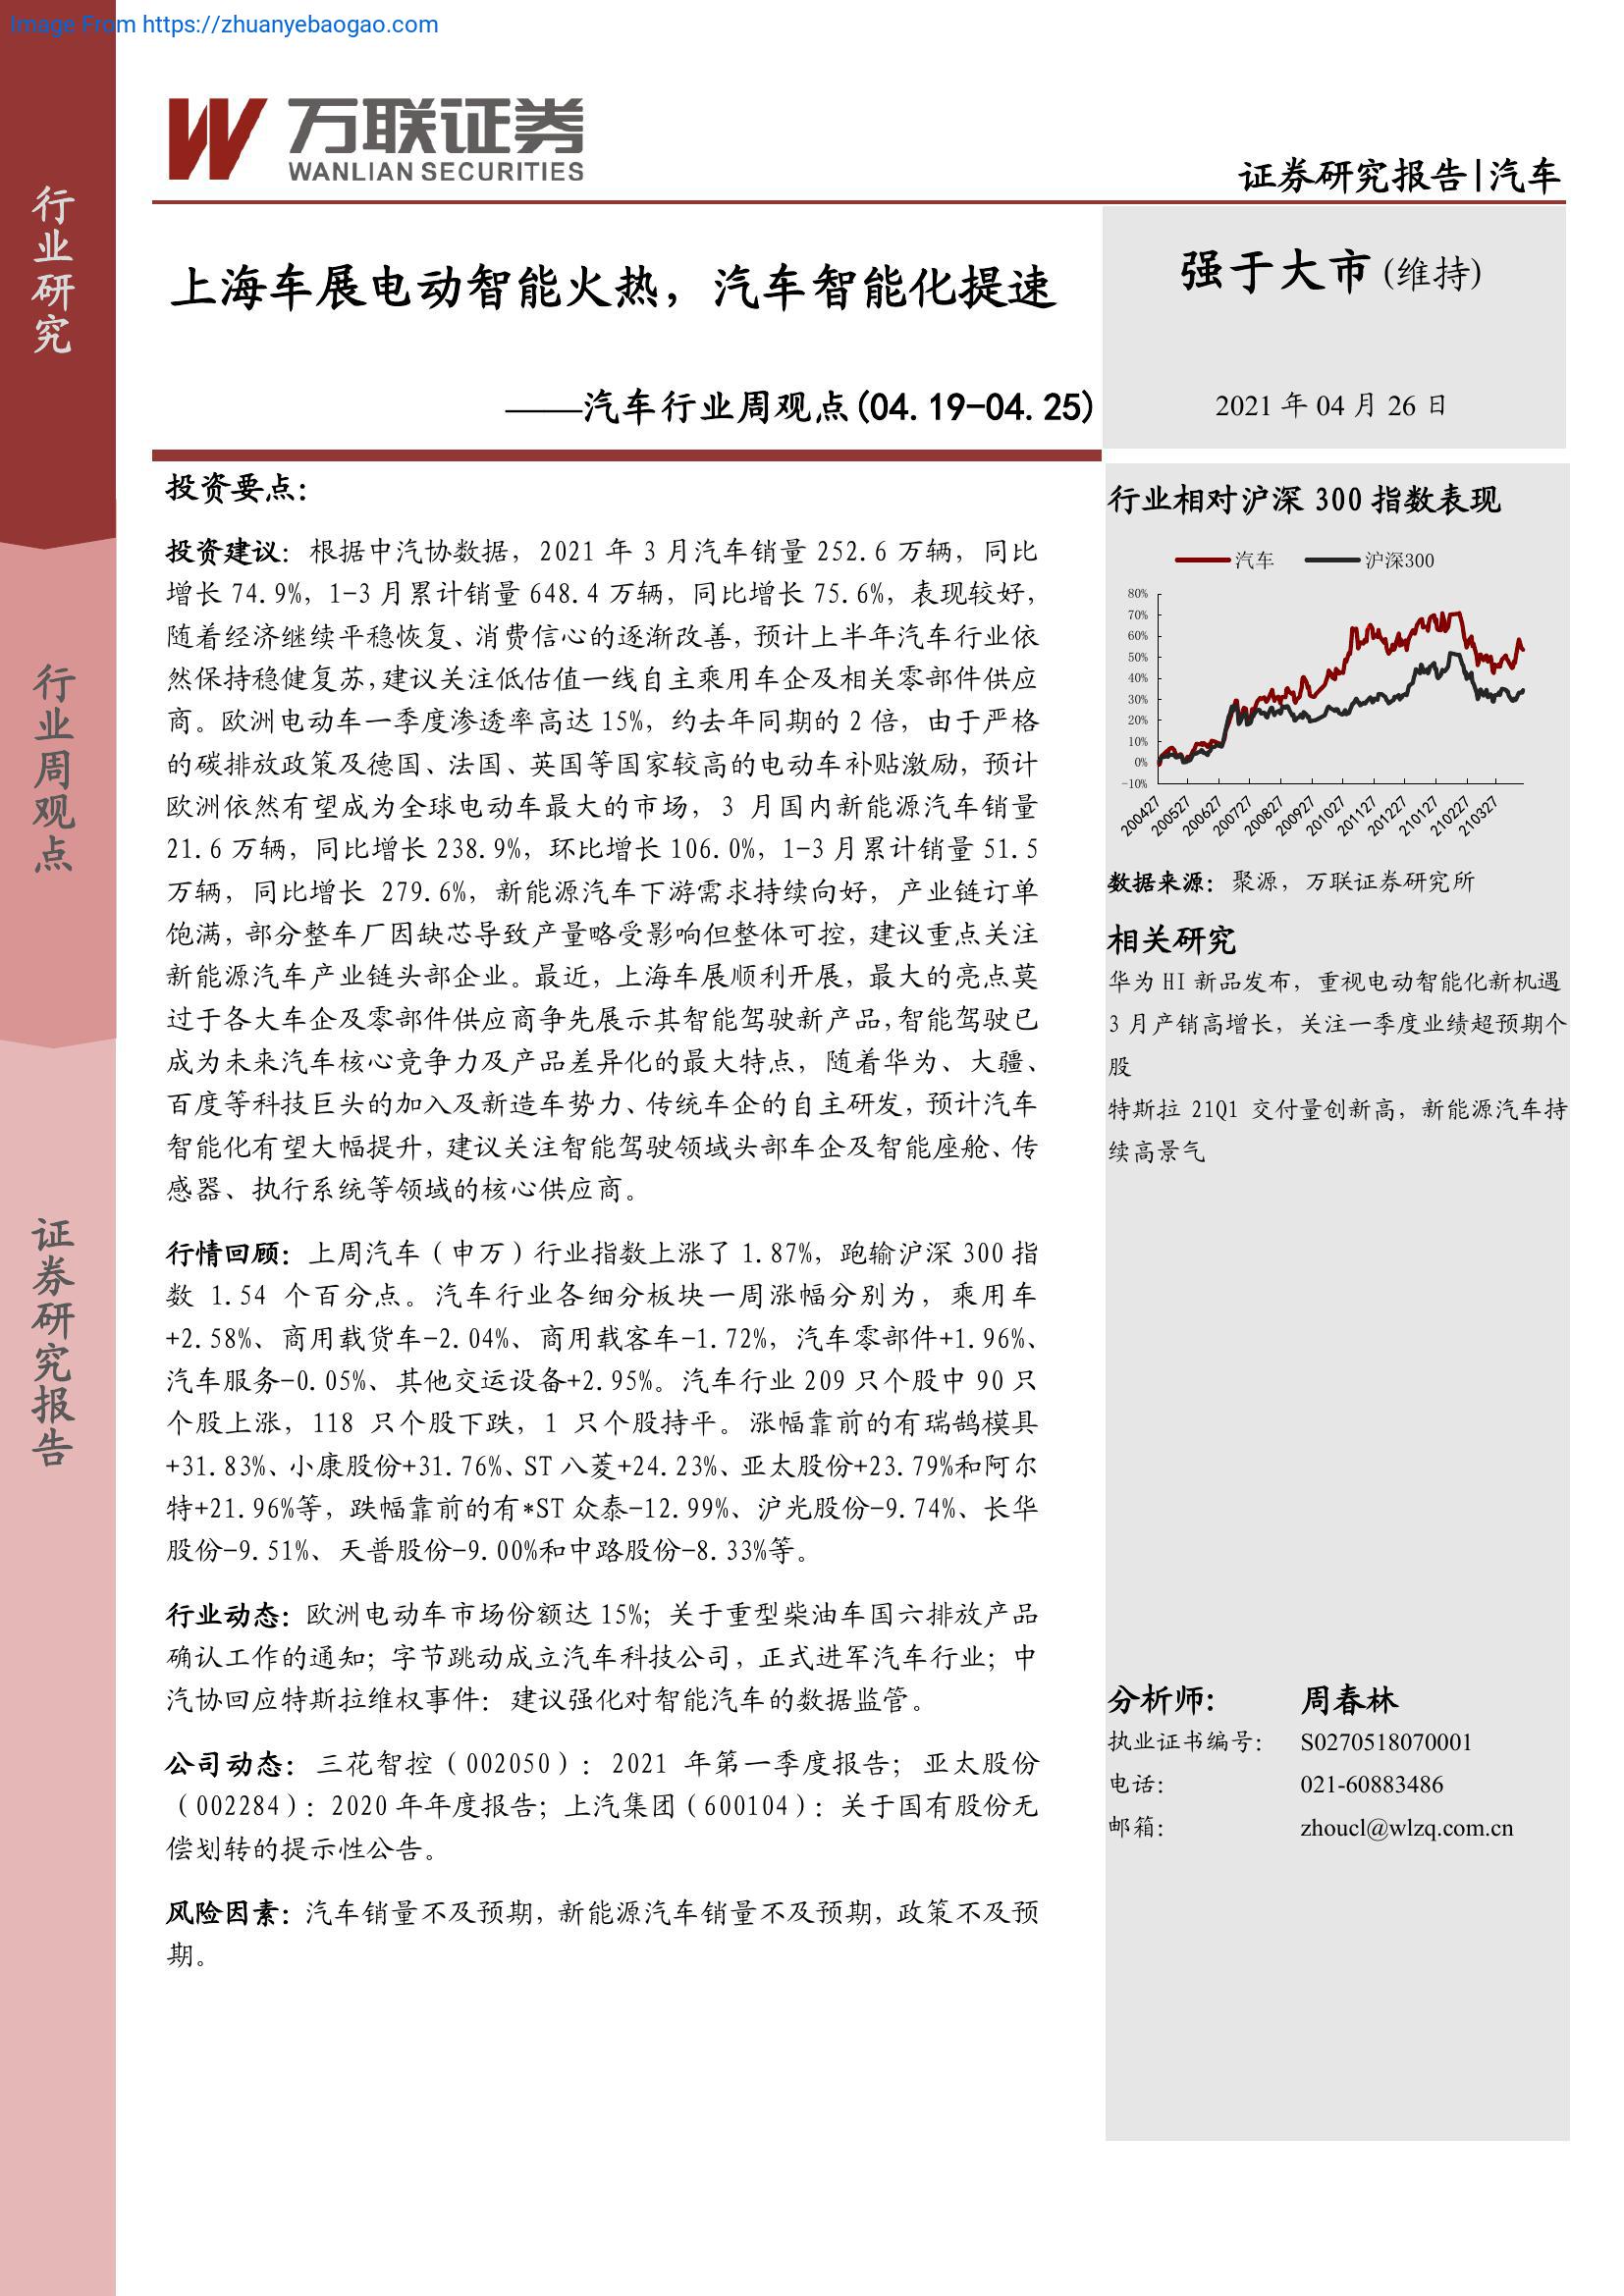 Image From https://zhuanyebaogao.com
万联证券
WANLIAN SECURITIES
证券研究报告|汽车
行业研究
行业周观点
证券研究报告
上海车展电动智能火热，汽车智能化提速
——汽车行业周观点(04.19-04.25)
强于大市(维持)
2021 年 04 月 26 日
投资要点：
投资建议：根据中汽协数据，2021 年 3 月汽车销量 252.6 万辆，同比
增长 74.9%，1-3 月累计销量 648.4 万辆，同比增长 75.6%，表现较好，
随着经济继续平稳恢复、消费信心的逐渐改善，预计上半年汽车行业依
然保持稳健复苏，建议关注低估值一线自主乘用车企及相关零部件供应
商。欧洲电动车一季度渗透率高达 15%，约去年同期的 2 倍，由于严格
的碳排放政策及德国、法国、英国等国家较高的电动车补贴激励，预计
欧洲依然有望成为全球电动车最大的市场，3 月国内新能源汽车销量
21.6 万辆，同比增长 238.9%，环比增长 106.0%，1-3 月累计销量 51.5
万辆，同比增长 279.6%，新能源汽车下游需求持续向好，产业链订单
饱满，部分整车厂因缺芯导致产量略受影响但整体可控，建议重点关注
新能源汽车产业链头部企业。最近，上海车展顺利开展，最大的亮点莫
过于各大车企及零部件供应商争先展示其智能驾驶新产品，智能驾驶已
成为未来汽车核心竞争力及产品差异化的最大特点，随着华为、大疆、
百度等科技巨头的加入及新造车势力、传统车企的自主研发，预计汽车
智能化有望大幅提升，建议关注智能驾驶领域头部车企及智能座舱、传
感器、执行系统等领域的核心供应商。
行情回顾：上周汽车（申万）行业指数上涨了 1.87%，跑输沪深 300 指
数 1.54 个百分点。汽车行业各细分板块一周涨幅分别为，乘用车
+2.58%、商用载货车-2.04%、商用载客车-1.72%，汽车零部件+1.96%、
汽车服务-0.05%、其他交运设备+2.95%。汽车行业 209 只个股中 90 只
个股上涨，118 只个股下跌，1 只个股持平。涨幅靠前的有瑞鹄模具
+31.83%、小康股份+31.76%、ST 八菱+24.23%、亚太股份+23.79%和阿尔
特+21.96%等，跌幅靠前的有*ST 众泰-12.99%、沪光股份-9.74%、长华
股份-9.51%、天普股份-9.00%和中路股份-8.33%等。
行业动态：欧洲电动车市场份额达 15%；关于重型柴油车国六排放产品
确认工作的通知；字节跳动成立汽车科技公司，正式进军汽车行业；中
汽协回应特斯拉维权事件：建议强化对智能汽车的数据监管。
公司动态：三花智控（002050）：2021 年第一季度报告；亚太股份
（002284）：2020 年年度报告；上汽集团（600104）：关于国有股份无
偿划转的提示性公告。
风险因素：汽车销量不及预期，新能源汽车销量不及预期，政策不及预
期。
行业相对沪深 300 指数表现
汽车 沪深300
80%
70%
60%
50%
40%
30%
20%
10%
0%
-10%
200427 200527 200627 200727 200827 200927 201027 201127 201227 210127 210227 210327
数据来源：聚源，万联证券研究所
相关研究
华为 HI 新品发布，重视电动智能化新机遇
3 月产销高增长，关注一季度业绩超预期个
股
特斯拉 21Q1 交付量创新高，新能源汽车持
续高景气
分析师: 周春林
执业证书编号: S0270518070001
电话: 021-60883486
邮箱: zhoucl@wlzq.com.cn